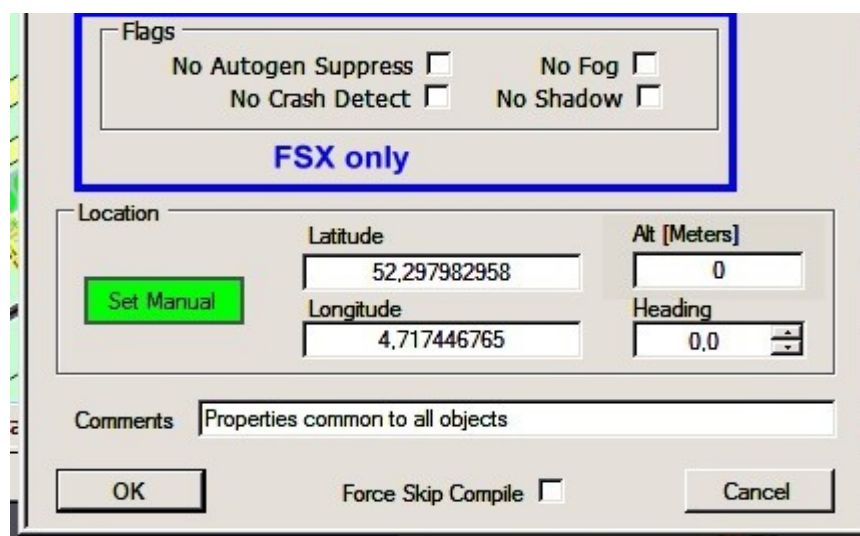 Flags
No Autogen Suppress No Fog
No Crash Detect No Shadow
FSX only
Location
Latitude Alt [Meters]
52,297982958 0
Set Manual
Longitude Heading
4,717446765 0,0
Comments Properties common to all objects
OK Force Skip Compile Cancel